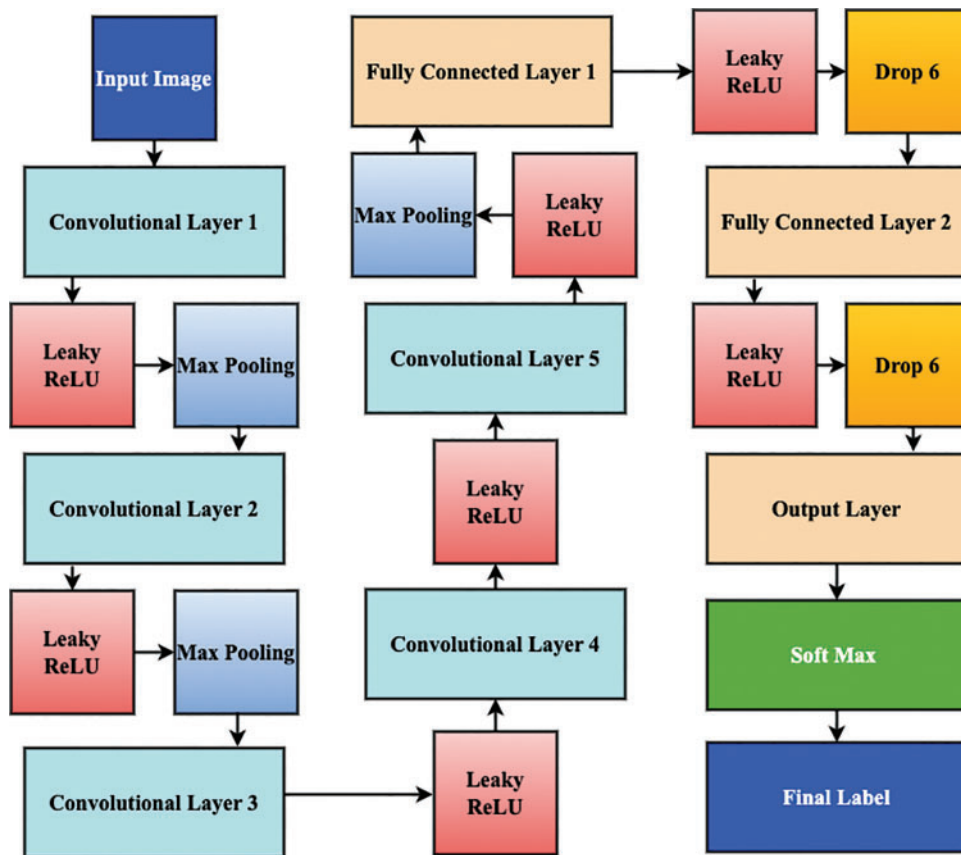 Input Image
Convolutional Layer 1
Leaky
ReLU
Max Pooling
Convolutional Layer 2
Leaky
ReLU
Max Pooling
Convolutional Layer 3
Leaky
ReLU
Convolutional Layer 4
Leaky
ReLU
Convolutional Layer 5
Leaky
ReLU
Max Pooling
Fully Connected Layer 1
Leaky
ReLU
Drop 6
Fully Connected Layer 2
Leaky
ReLU
Drop 6
Output Layer
Soft Max
Final Label